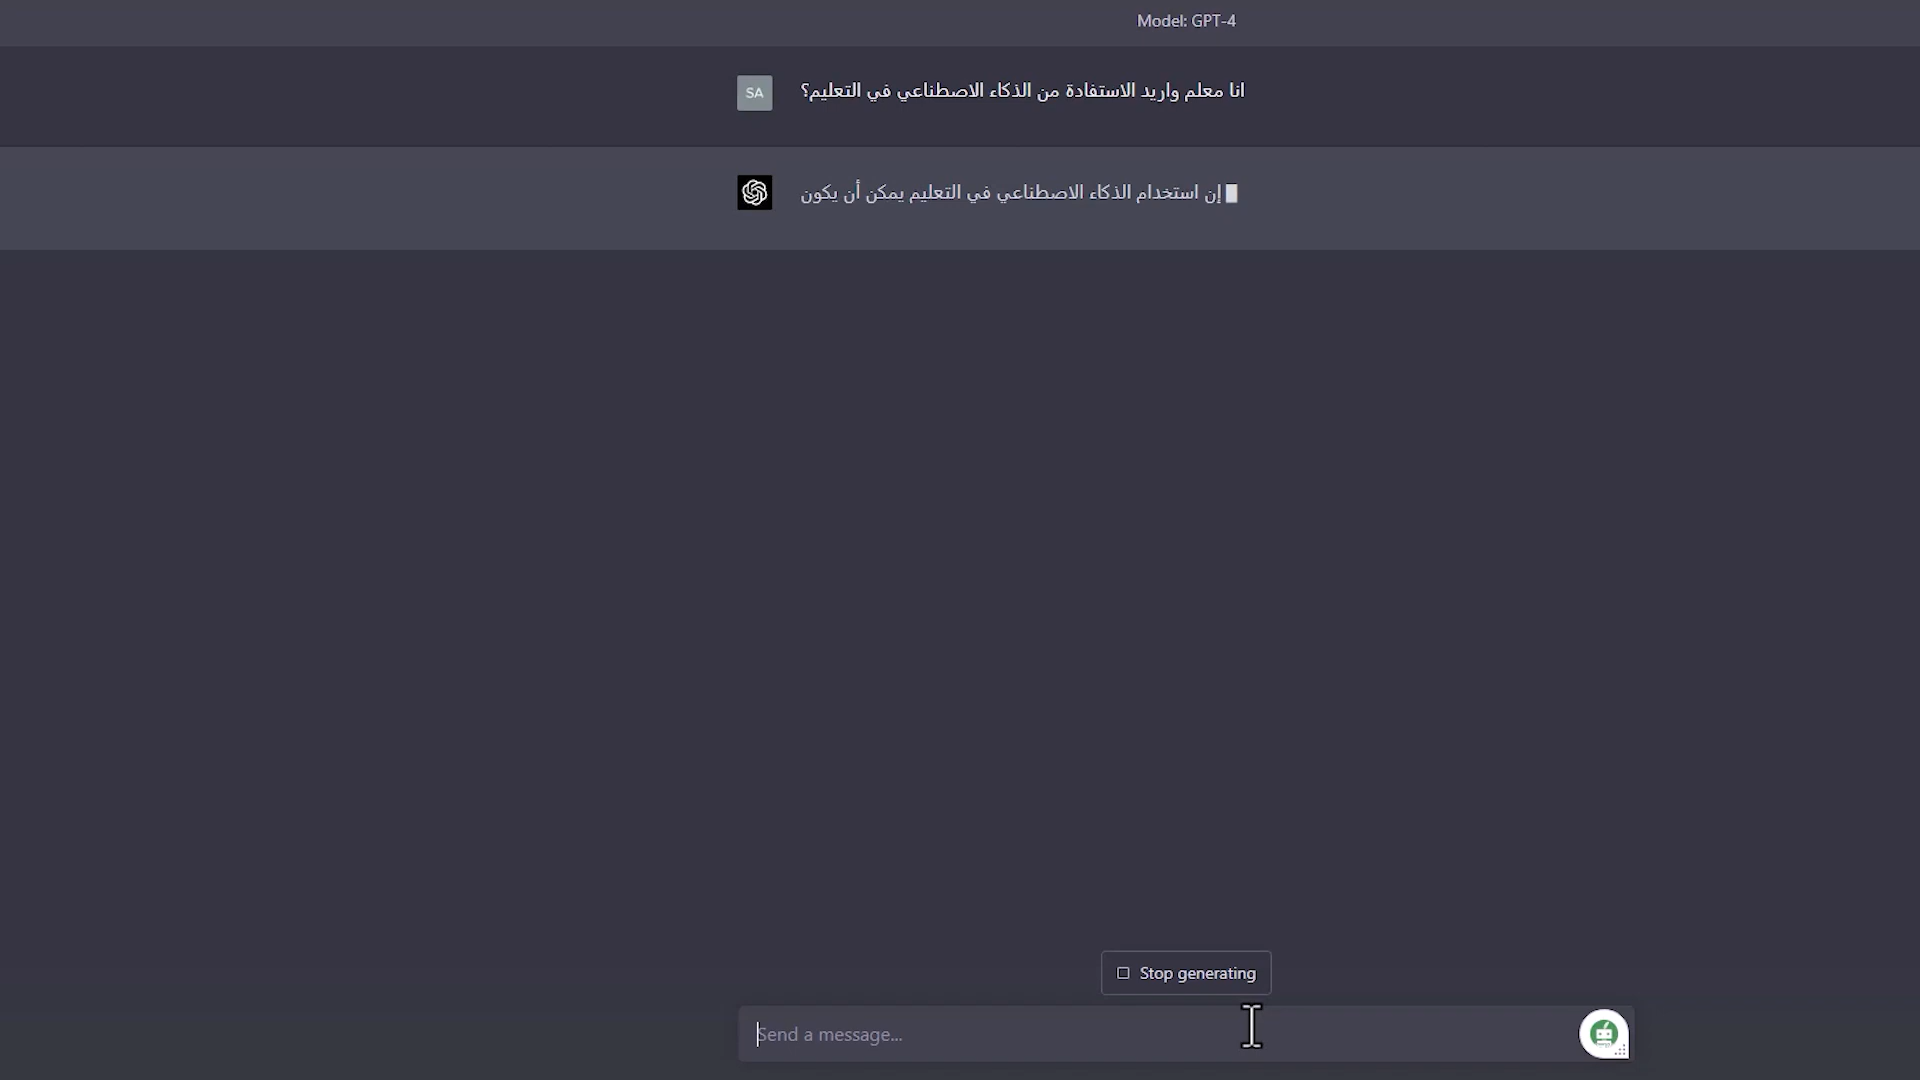 Model: GPT-4
SA
انا معلم واريد الاستفادة من الذكاء الاصطناعي في التعليم؟
إن استخدام الذكاء الاصطناعي في التعليم يمكن أن يكون
Stop generating
Send a message...